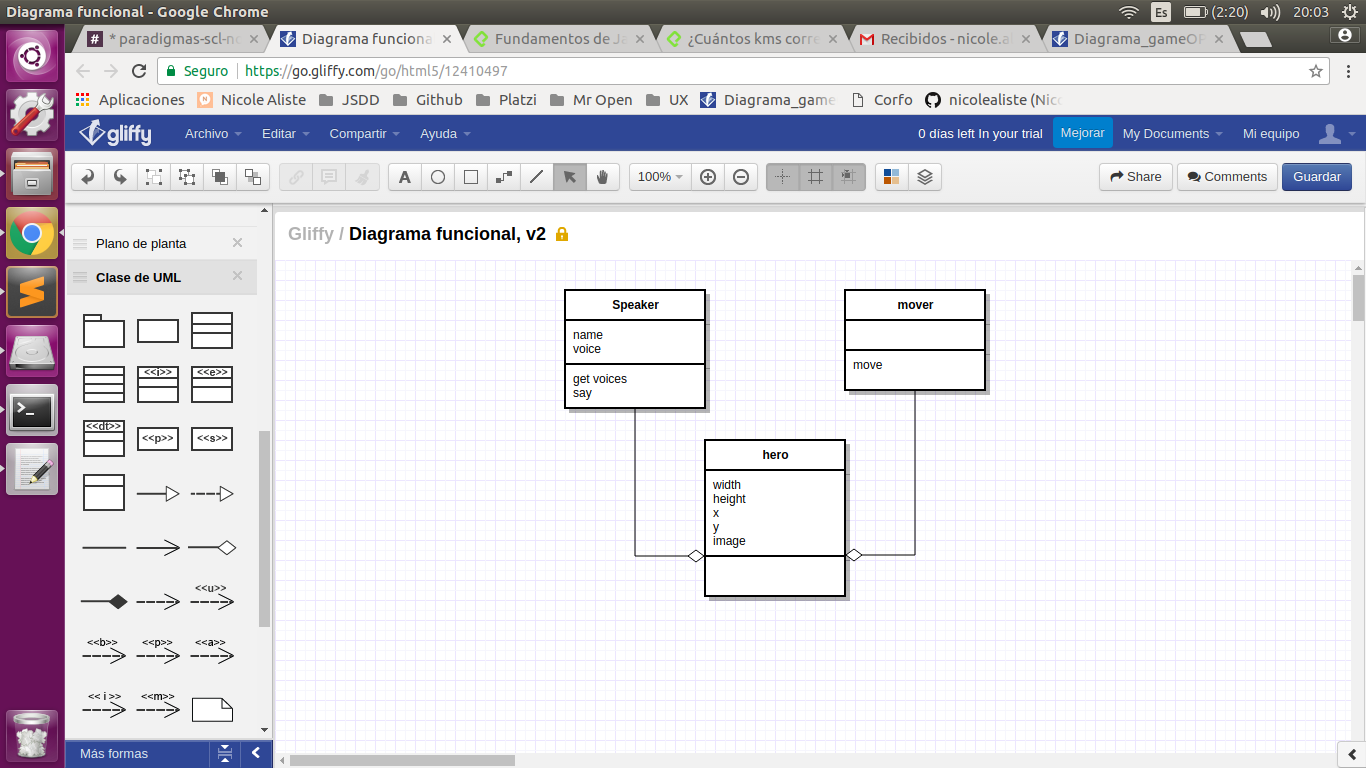 Diagrama funcional - Google Chrome
Es
(2:20)
20:03
* paradigmas-scl-n
Diagrama funciona
Fundamentos de Ja
¿Cuántos kms corre
Recibidos - nicole.al
Diagrama_gameOP
Seguro
https://go.gliffy.com/go/html5/12410497
Aplicaciones
Nicole Aliste
JSDD
Github
Platzi
Mr Open
UX
Diagrama_game
Corfo
nicolealiste (Nic
gliffy
Archivo
Editar
Compartir
Ayuda
0 días left In your trial
Mejorar
My Documents
Mi equipo
A
100%
Share
Comments
Guardar
Plano de planta
Clase de UML
Gliffy / Diagrama funcional, v2
<<i>>
<<e>>
<<dt>>
<<p>>
<<s>>
<<u>>
<<b>>
<<p>>
<<a>>
<< i >>
<<m>>
Más formas
Speaker
name
voice
get voices
say
mover
move
hero
width
height
x
y
image